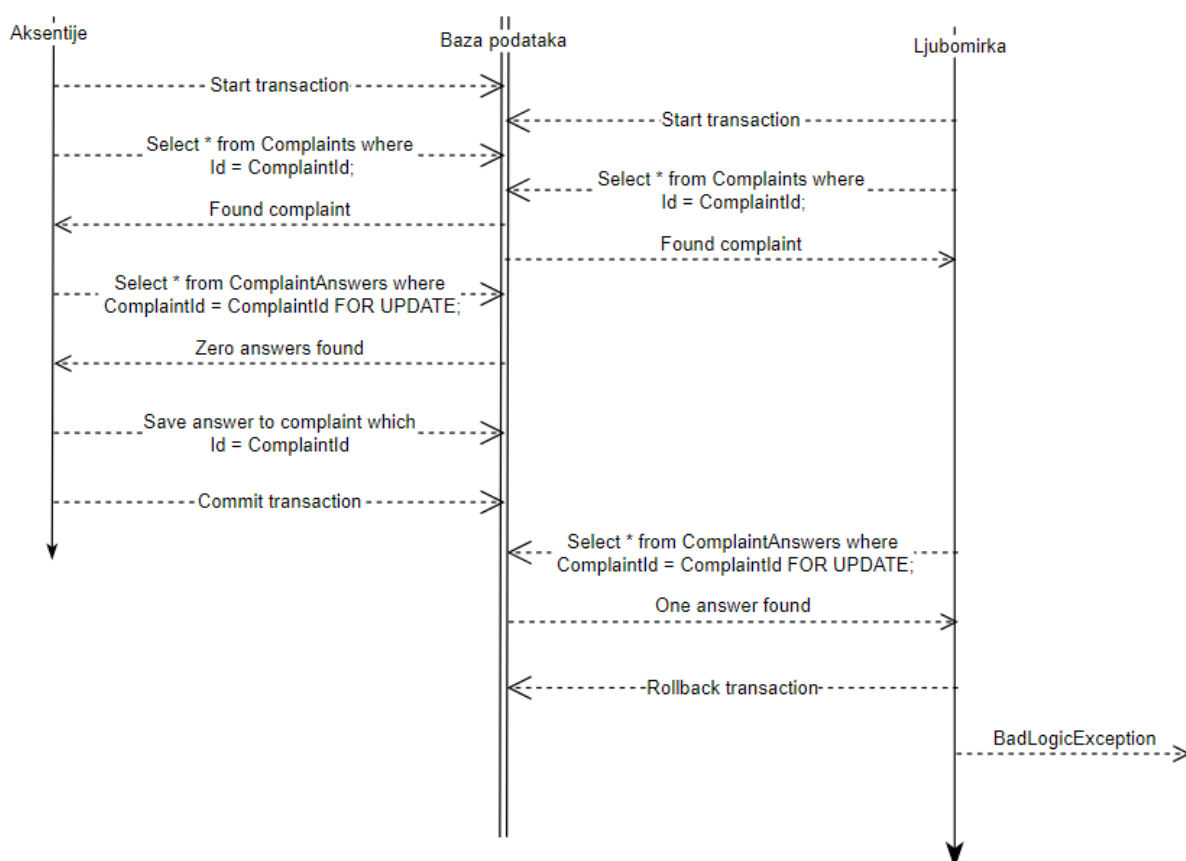 Aksentije
Baza podataka
Ljubomirka
Start transaction
Start transaction
Select * from Complaints where
Id = ComplaintId;
Select * from Complaints where
Id = ComplaintId;
Found complaint
Found complaint
Select * from ComplaintAnswers where
ComplaintId = ComplaintId FOR UPDATE;
Zero answers found
Save answer to complaint which
Id = ComplaintId
Commit transaction
Select * from ComplaintAnswers where
ComplaintId = ComplaintId FOR UPDATE;
One answer found
Rollback transaction
BadLogicException